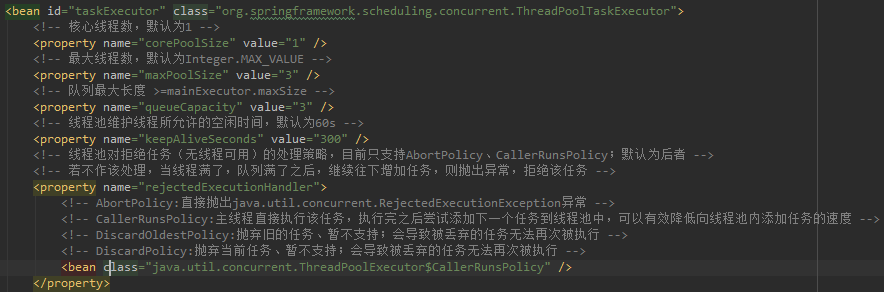 <bean id="taskExecutor" class="org.springframework.scheduling.concurrent.ThreadPoolTaskExecutor">
<!-- 核心线程数，默认为1 -->
<property name="corePoolSize" value="1" />
<!-- 最大线程数，默认为Integer.MAX_VALUE -->
<property name="maxPoolSize" value="3" />
<!-- 队列最大长度 >=mainExecutor.maxSize -->
<property name="queueCapacity" value="3" />
<!-- 线程池维护线程所允许的空闲时间，默认为60s -->
<property name="keepAliveSeconds" value="300" />
<!-- 线程池对拒绝任务（无线程可用）的处理策略，目前只支持AbortPolicy、CallerRunsPolicy；默认为后者 -->
<!-- 若不作该处理，当线程满了，队列满了之后，继续往下增加任务，则抛出异常，拒绝该任务 -->
<property name="rejectedExecutionHandler">
<!-- AbortPolicy:直接抛出java.util.concurrent.RejectedExecutionException异常 -->
<!-- CallerRunsPolicy:主线程直接执行该任务，执行完之后尝试添加下一个任务到线程池中，可以有效降低向线程池内添加任务的速度 -->
<!-- DiscardOldestPolicy:抛弃旧的任务、暂不支持；会导致被丢弃的任务无法再次被执行 -->
<!-- DiscardPolicy:抛弃当前任务、暂不支持；会导致被丢弃的任务无法再次被执行 -->
<bean class="java.util.concurrent.ThreadPoolExecutor$CallerRunsPolicy" />
</property>